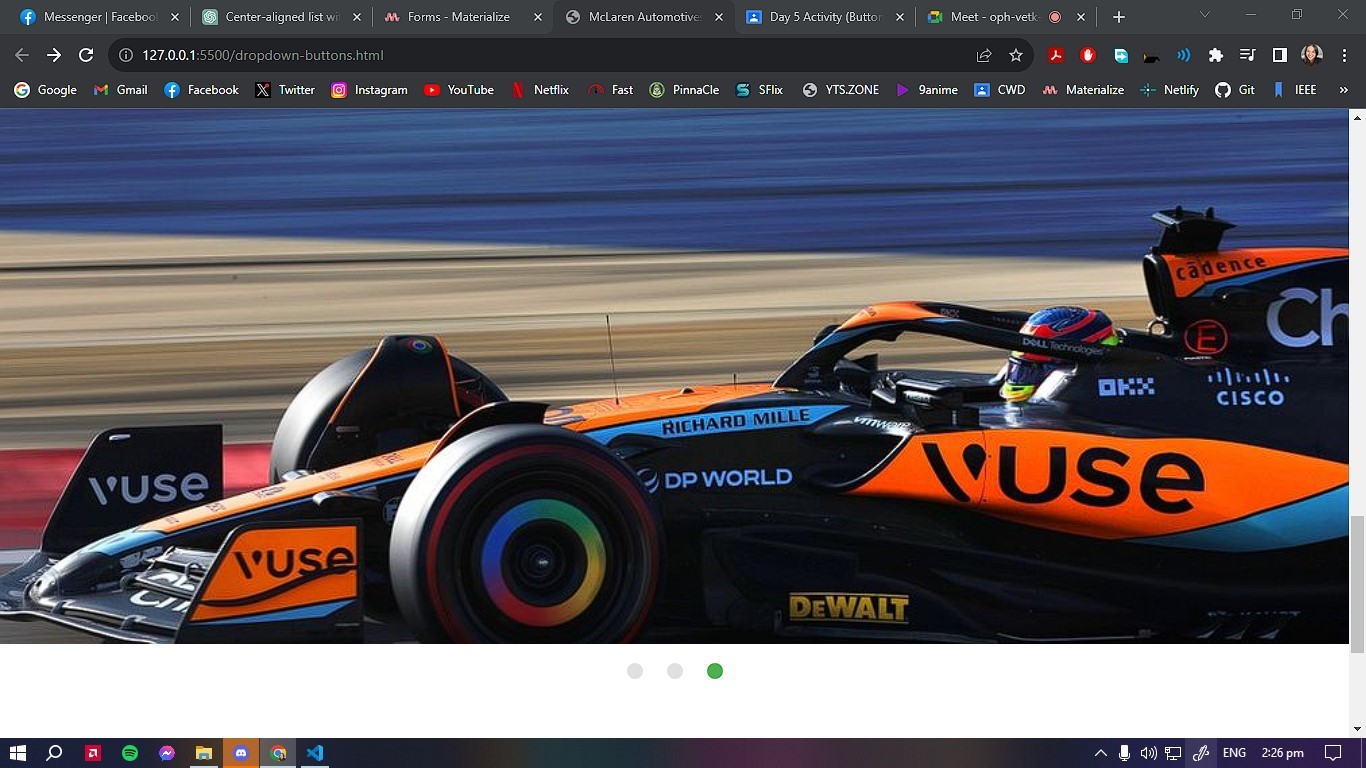 Messenger | Facebook
Center-aligned list wi
Forms - Materialize
McLaren Automotive
Day 5 Activity (Button
Meet - oph-vetk-
127.0.0.1:5500/dropdown-buttons.html
Google
Gmail
Facebook
Twitter
Instagram
YouTube
Netflix
Fast
PinnaCle
SFlix
YTS.ZONE
9anime
CWD
Materialize
Netlify
Git
IEEE
»
cadence
Ch
E
DELL Technologies
OKX
CISCO
RICHARD MILLE
vmware
DP WORLD
vuse
vuse
vuse
DEWALT
ENG
2:26 pm